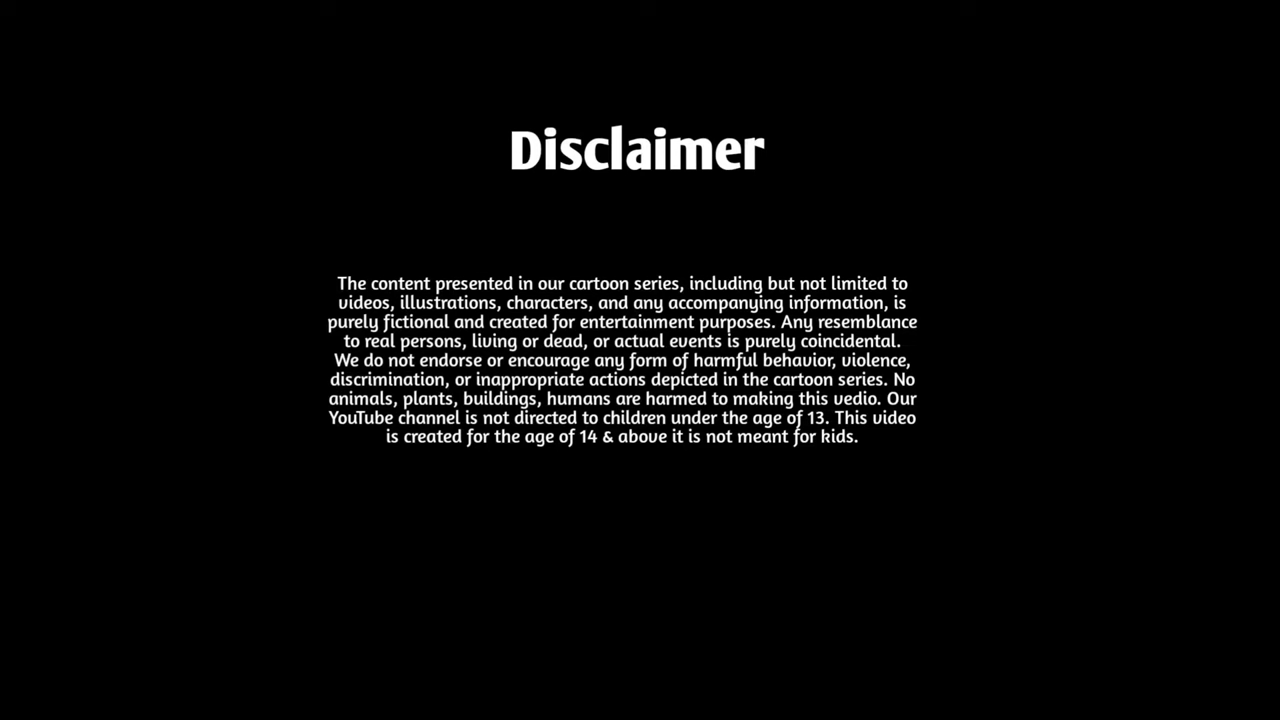 Disclaimer
The content presented in our cartoon series, including but not limited to
videos, illustrations, characters, and any accompanying information, is
purely fictional and created for entertainment purposes. Any resemblance
to real persons, living or dead, or actual events is purely coincidental.
We do not endorse or encourage any form of harmful behavior, violence,
discrimination, or inappropriate actions depicted in the cartoon series. No
animals, plants, buildings, humans are harmed to making this vedio. Our
YouTube channel is not directed to children under the age of 13. This video
is created for the age of 14 & above it is not meant for kids.